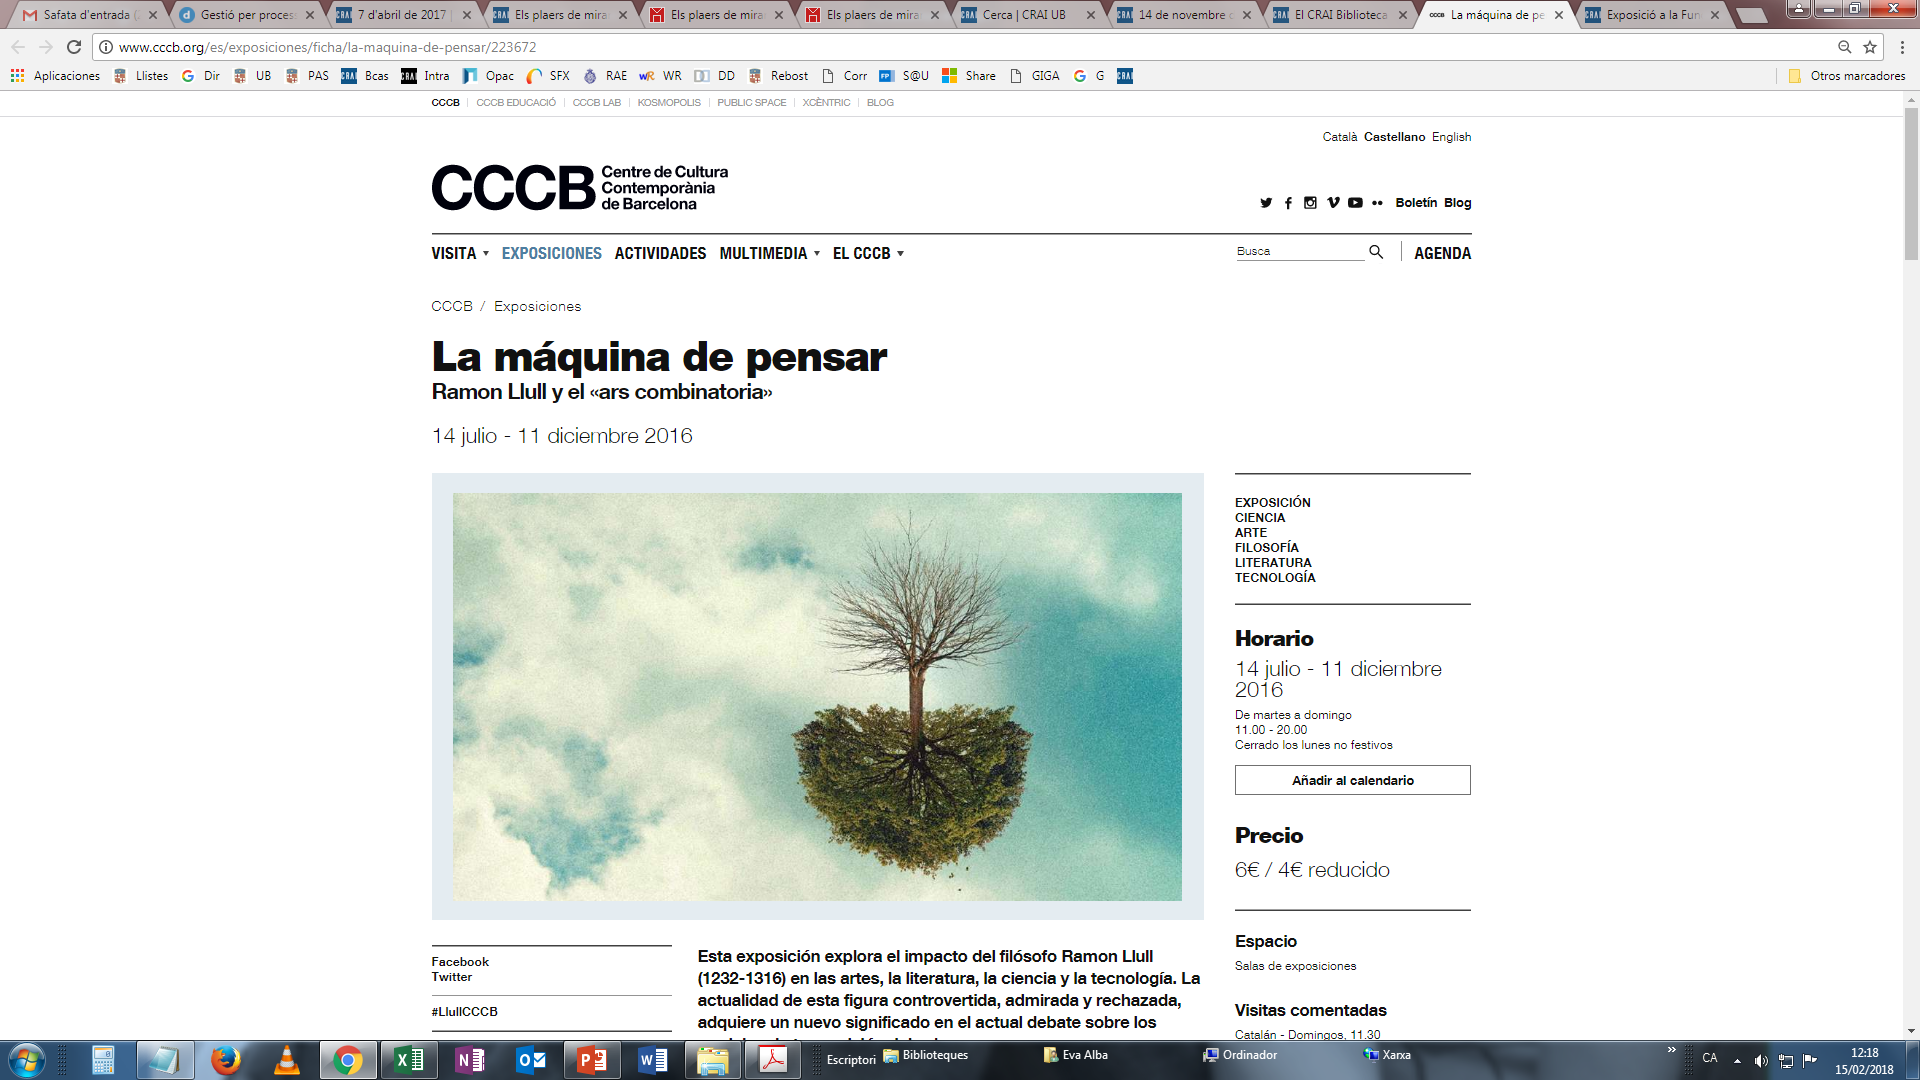 Safata d'entrada (2
Gestió per proces
7 d'abril de 2017 |
Els plaers de mira
Els plaers de mira
Els plaers de mira
Cerca | CRAI UB
14 de novembre d
El CRAI Biblioteca
La máquina de pe
Exposició a la Fun
www.cccb.org/es/exposiciones/ficha/la-maquina-de-pensar/223672
Aplicaciones Llistes Dir UB PAS Bcas Intra Opac SFX RAE WR DD Rebost Corr S@U Share GIGA G Otros marcadores
CCCB CCCB EDUCACIÓ CCCB LAB KOSMOPOLIS PUBLIC SPACE XCÈNTRIC BLOG
Català Castellano English
CCCB
Centre de Cultura
Contemporània
de Barcelona
Boletín Blog
VISITA EXPOSICIONES ACTIVIDADES MULTIMEDIA EL CCCB Busca AGENDA
CCCB / Exposiciones
La máquina de pensar
Ramon Llull y el «ars combinatoria»
14 julio - 11 diciembre 2016
EXPOSICIÓN
CIENCIA
ARTE
FILOSOFÍA
LITERATURA
TECNOLOGÍA
Horario
14 julio - 11 diciembre
2016
De martes a domingo
11.00 - 20.00
Cerrado los lunes no festivos
Añadir al calendario
Precio
6€ / 4€ reducido
Espacio
Salas de exposiciones
Visitas comentadas
Catalán - Domingos, 11.30
Facebook
Twitter
#LlullCCCB
Esta exposición explora el impacto del filósofo Ramon Llull
(1232-1316) en las artes, la literatura, la ciencia y la tecnología. La
actualidad de esta figura controvertida, admirada y rechazada,
adquiere un nuevo significado en el actual debate sobre los
Escriptori Biblioteques Eva Alba Ordinador Xarxa » CA
12:18
15/02/2018